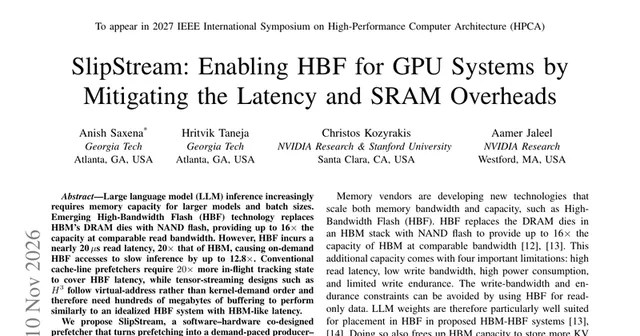 To appear in 2027 IEEE International Symposium on High-Performance Computer Architecture (HPCA)
SlipStream: Enabling HBF for GPU Systems by
Mitigating the Latency and SRAM Overheads
Anish Saxena*
Georgia Tech
Atlanta, GA, USA
Hritvik Taneja
Georgia Tech
Atlanta, GA, USA
Christos Kozyrakis
NVIDIA Research & Stanford University
Santa Clara, CA, USA
Aamer Jaleel
NVIDIA Research
Westford, MA, USA
10 Nov 2026
Abstract—Large language model (LLM) inference increasingly
requires memory capacity for larger models and batch sizes.
Emerging High-Bandwidth Flash (HBF) technology replaces
HBM's DRAM dies with NAND flash, providing up to 16× the
capacity at comparable read bandwidth. However, HBF incurs a
nearly 20 μs read latency, 20× that of HBM, causing on-demand
HBF accesses to slow inference by up to 12.8×. Conventional
cache-line prefetchers require 20× more in-flight tracking state
to cover HBF latency, while tensor-streaming designs such as
H³ follow virtual-address rather than kernel-demand order and
therefore need hundreds of megabytes of buffering to perform
similarly to an idealized HBF system with HBM-like latency.
We propose SlipStream, a software–hardware co-designed
prefetcher that turns prefetching into a demand-paced producer–
Memory vendors are developing new technologies that
scale both memory bandwidth and capacity, such as High-
Bandwidth Flash (HBF). HBF replaces the DRAM dies in
an HBM stack with NAND flash to provide up to 16× the
capacity of HBM at comparable bandwidth [12], [13]. This
additional capacity comes with four important limitations: high
read latency, low write bandwidth, high power consumption,
and limited write endurance. The write-bandwidth and en-
durance constraints can be avoided by using HBF for read-
only data. LLM weights are therefore particularly well suited
for placement in HBF in proposed HBM-HBF systems [13],
[14]. Doing so also frees up HBM capacity to store more KV